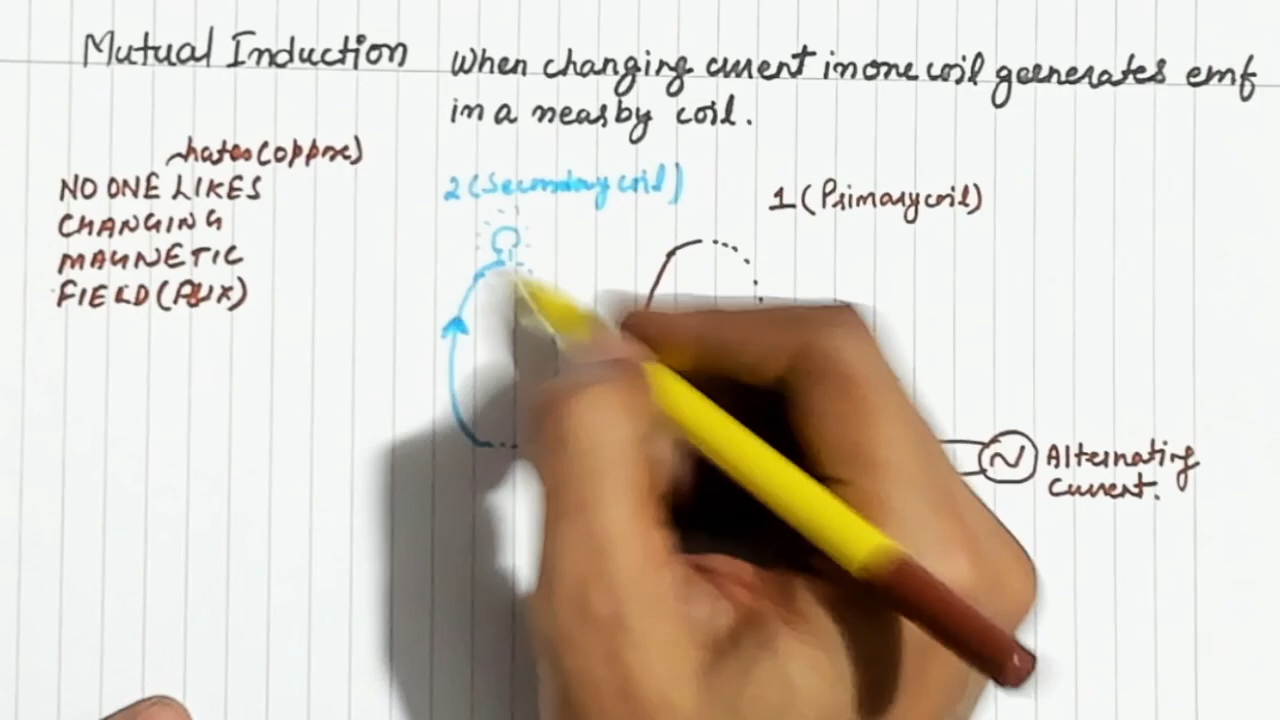 Mutual Induction
When changing current in one coil geenerates emf
in a nearby coil.
hates (oppose)
NO ONE LIKES
CHANGING
MAGNETIC
FIELD (FLUX)
2 (Secondary coil)
1 (Primary coil)
Alternating
Current.